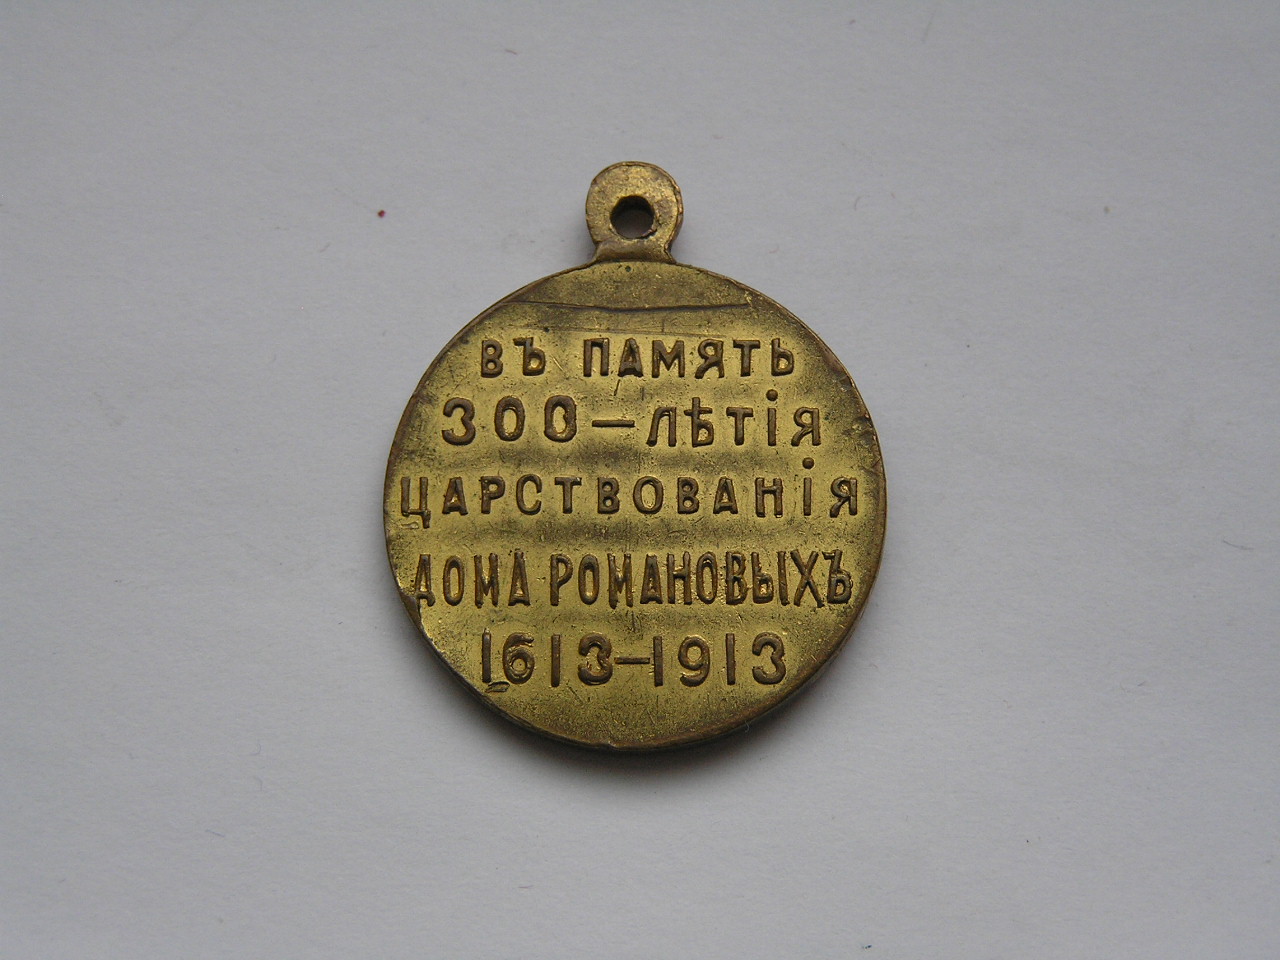 ВЪ ПАМЯТЬ
300—ЛѢТІЯ
ЦАРСТВОВАНІЯ
ДОМА РОМАНОВЫХЪ
1613—1913